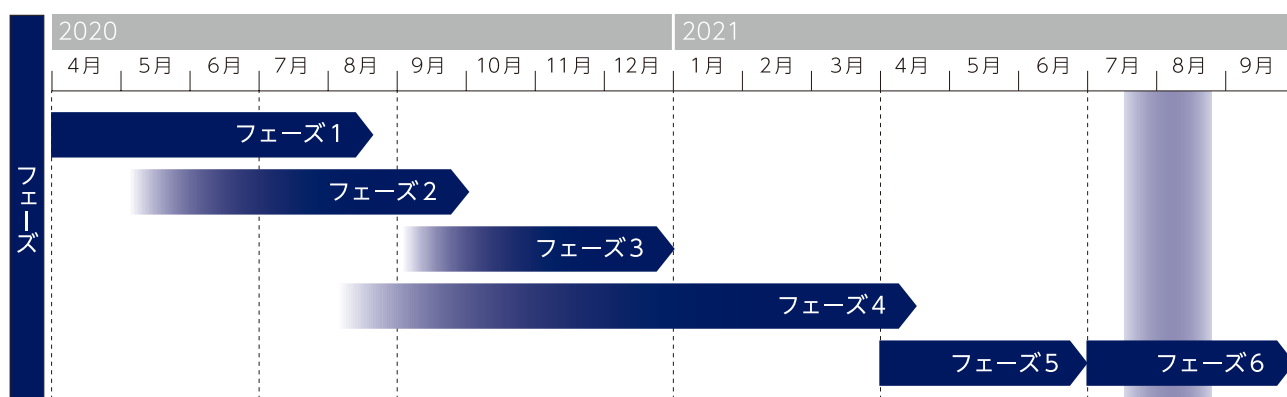 フェーズ
2020
2021
4月 5月 6月 7月 8月 9月 10月 11月 12月 1月 2月 3月 4月 5月 6月 7月 8月 9月
フェーズ1
フェーズ2
フェーズ3
フェーズ4
フェーズ5
フェーズ6